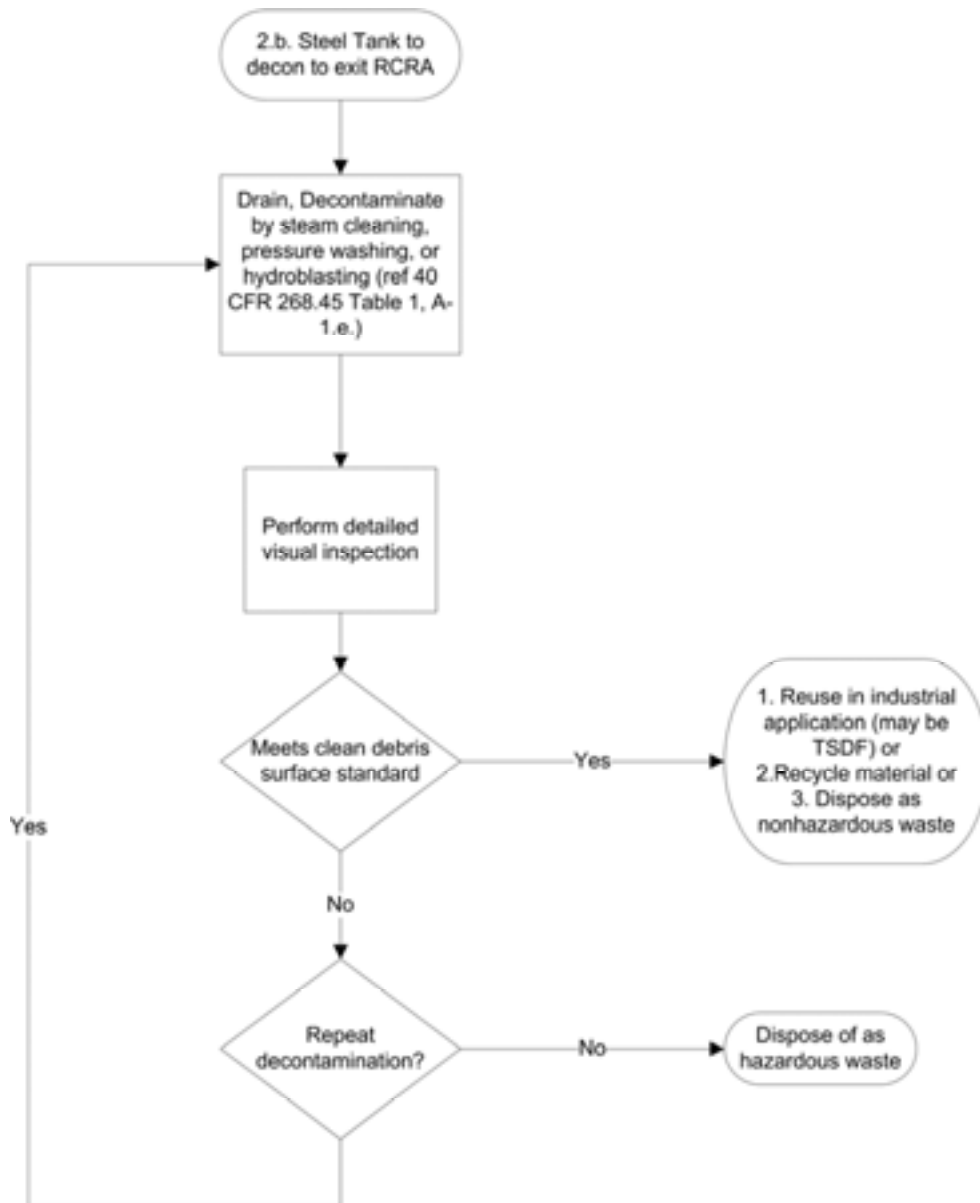 2.b. Steel Tank to
decon to exit RCRA
Drain, Decontaminate
by steam cleaning,
pressure washing, or
hydroblasting (ref 40
CFR 268.45 Table 1, A-
1.e.)
Perform detailed
visual inspection
Meets clean debris
surface standard
Yes
1. Reuse in industrial
application (may be
TSDF) or
2.Recycle material or
3. Dispose as
nonhazardous waste
Yes
No
Repeat
decontamination?
No
Dispose of as
hazardous waste